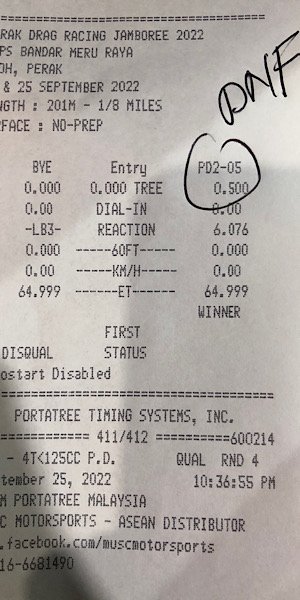 RAK DRAG RACING JAMBOREE 2022
PS BANDAR MERU RAYA
OH, PERAK
& 25 SEPTEMBER 2022
NGTH : 201M - 1/8 MILES
RFACE : NO-PREP
DNF
BYE Entry PD2-05
0.000 0.000 TREE 0.500
0.00 DIAL-IN 0.00
-LB3- REACTION 6.076
0.000 -----60FT----- 0.000
0.00 -----KM/H----- 0.00
64.999 ------ET------ 64.999
WINNER
FIRST
DISQUAL STATUS
ostart Disabled
PORTATREE TIMING SYSTEMS, INC.
============ 411/412 ==========600214
- 4T<125CC P.D. QUAL RND 4
tember 25, 2022 10:36:55 PM
M PORTATREE MALAYSIA
C MOTORSPORTS - ASEAN DISTRIBUTOR
.facebook.com/muscmotorsports
16-6681490